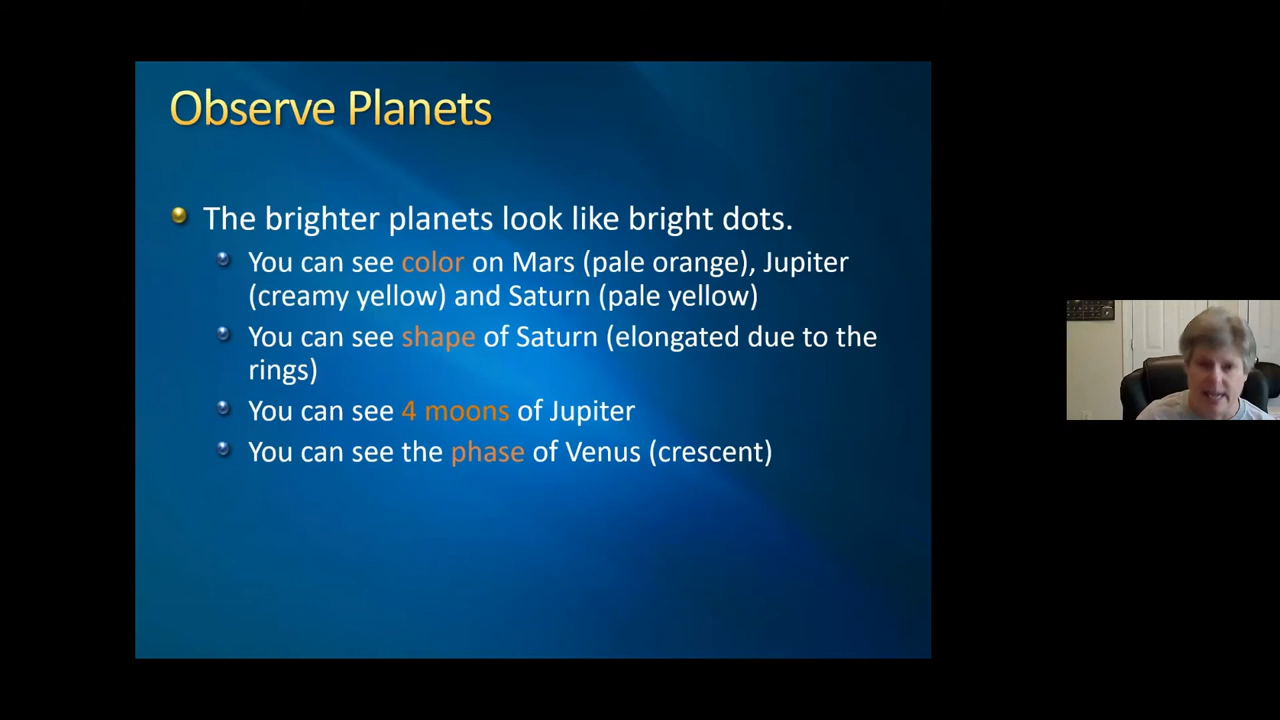 Observe Planets
The brighter planets look like bright dots.
You can see color on Mars (pale orange), Jupiter
(creamy yellow) and Saturn (pale yellow)
You can see shape of Saturn (elongated due to the
rings)
You can see 4 moons of Jupiter
You can see the phase of Venus (crescent)